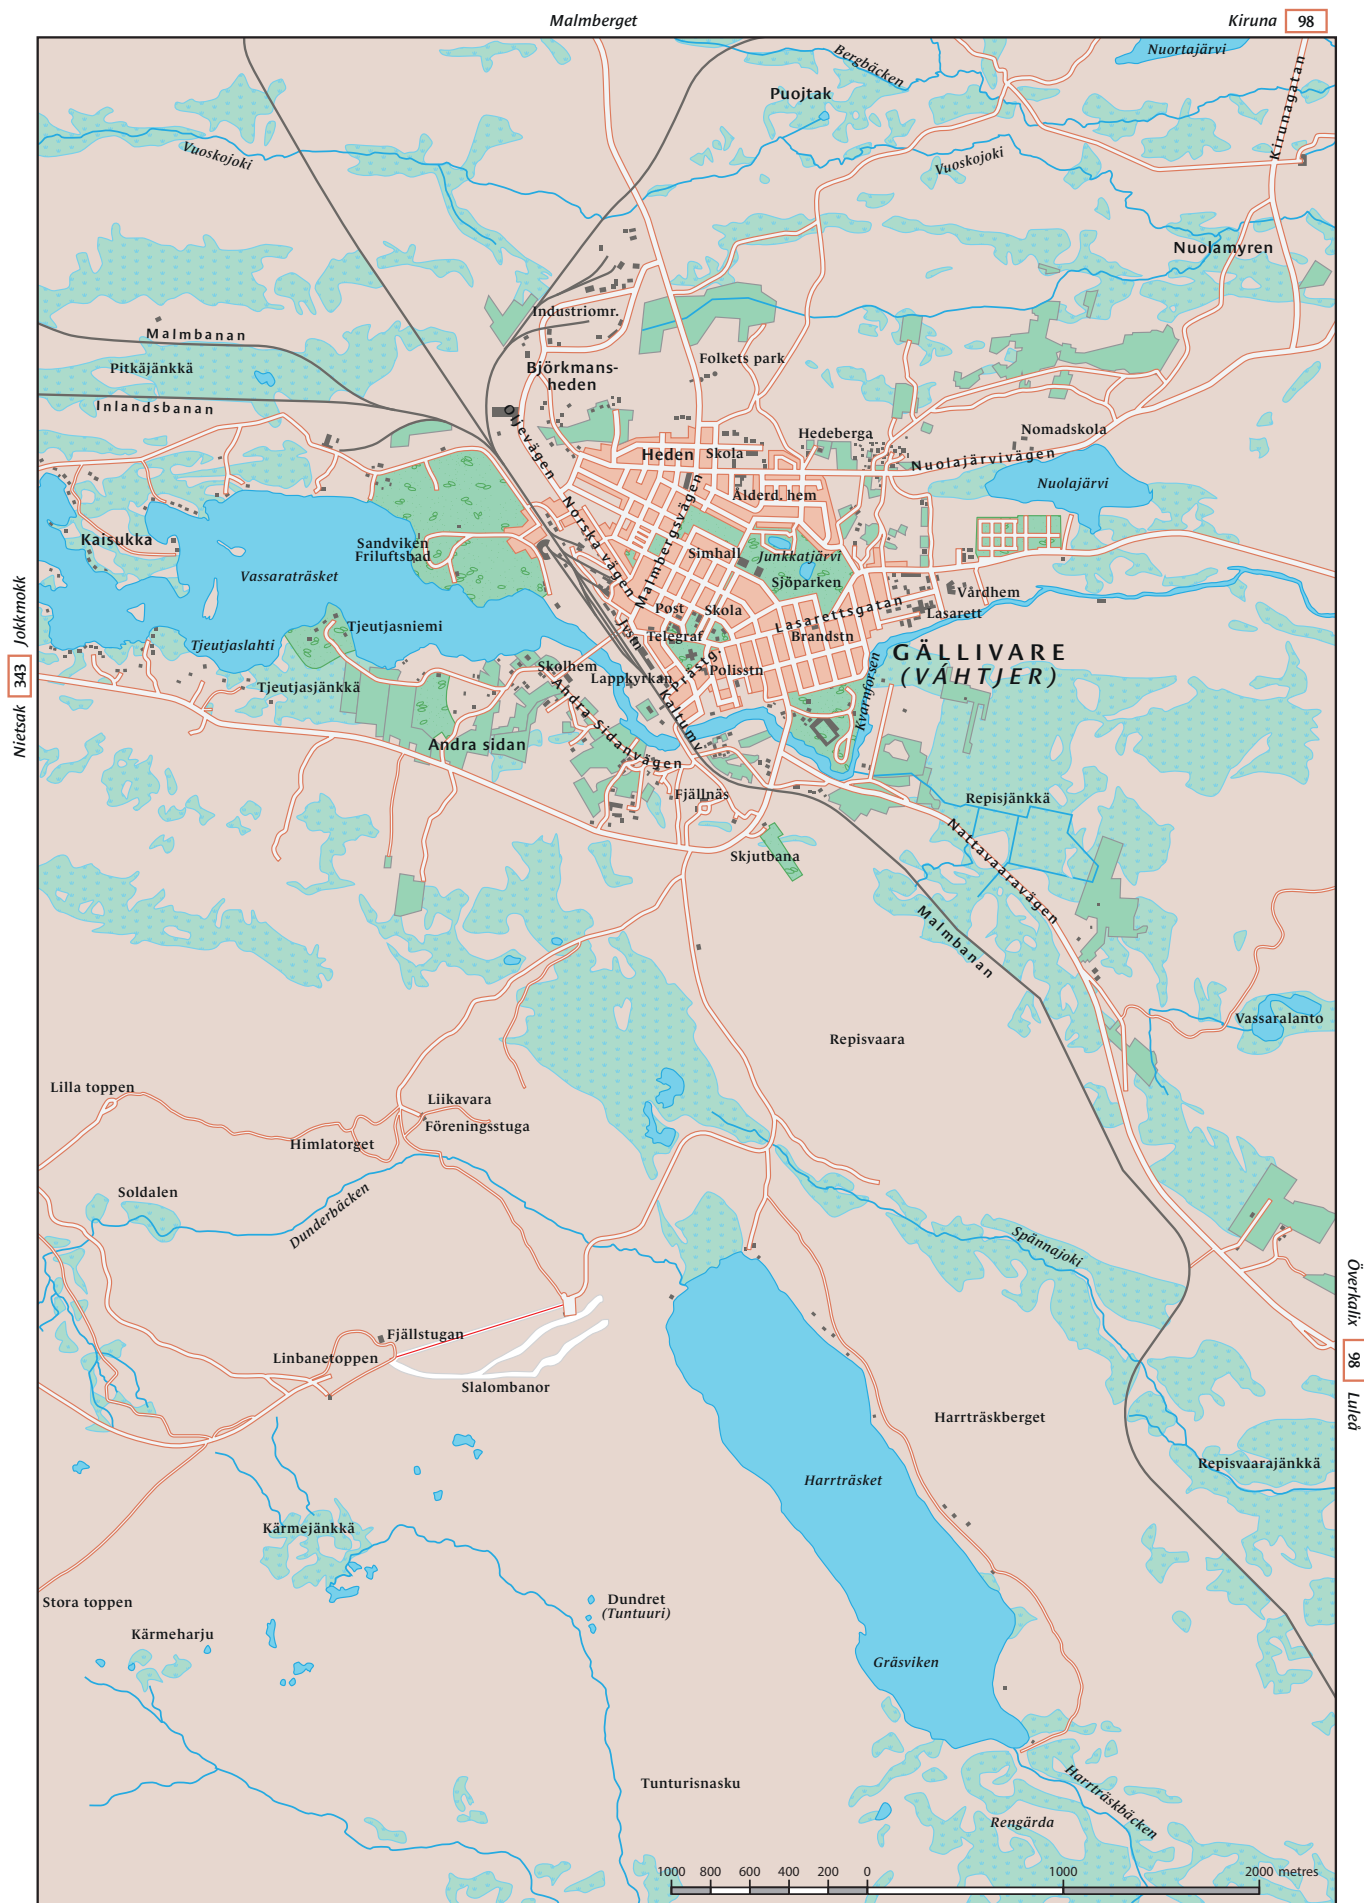 Malmberget
Kiruna 98
Nuortajärvi
Bergbäcken
Puojtak
Kirunagatan
Vuoskojoki
Vuoskojoki
Nuolamyren
Industriomr.
Malmbanan
Pitkäjänkkä
Folkets park
Björkmans-
heden
Inlandsbanan
Oljevägen
Hedeberga
Nomadskola
Heden
Skola
Nuolajärvivägen
Nuolajärvi
Ålderd. hem
Norska vägen
Malmbergsvägen
Kaisukka
Sandviken
Friluftsbad
Simhall
Junkkatjärvi
Vassaraträsket
Sjöparken
Vårdhem
Post
Skola
Lasarettsgatan
Lasarett
Tjeutjasniemi
Jvstn
Telegraf
Brandstn
Tjeutjaslahti
GÄLLIVARE
(VÁHTJER)
Skolhem
Lappkyrkan
Prästg.
Polisstn
Kvarnforsen
Tjeutjasjänkkä
Andra Sidanvägen
Kaltumv.
Andra sidan
Fjällnäs
Repisjänkkä
Nattavaaravägen
Skjutbana
Malmbanan
Vassaralanto
Repisvaara
Lilla toppen
Liikavara
Föreningsstuga
Himlatorget
Soldalen
Dunderbäcken
Spännajoki
Fjällstugan
Linbanetoppen
Slalombanor
Harrträskberget
Repisvaarajänkkä
Harrträsket
Kärmejänkkä
Stora toppen
Dundret
(Tuntuuri)
Kärmeharju
Gräsviken
Tunturisnasku
Harrträskbäcken
Rengärda
1000 800 600 400 200 0 1000 2000 metres
Nietsak 343 Jokkmokk
Överkalix 98 Luleå